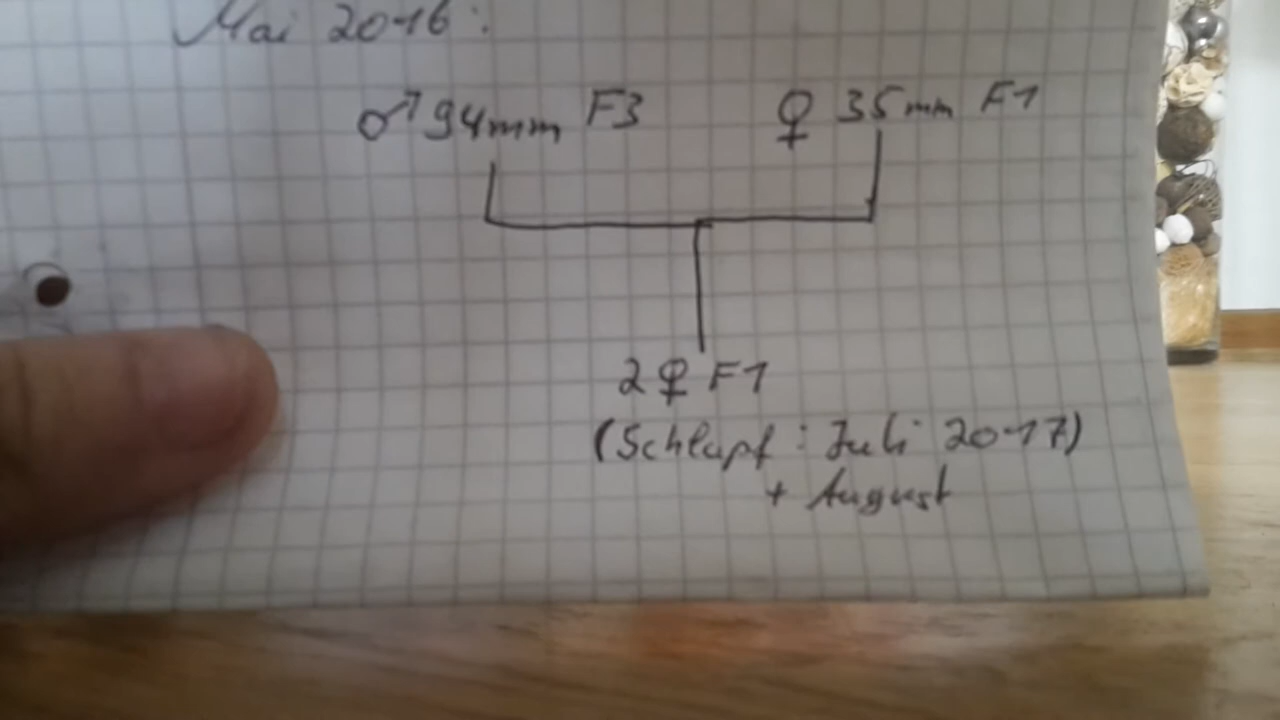 Mai 2016:
♂ 94mm F3 ♀ 35mm F1
2 ♀ F1
(Schlupf: Juli 2017)
+ August